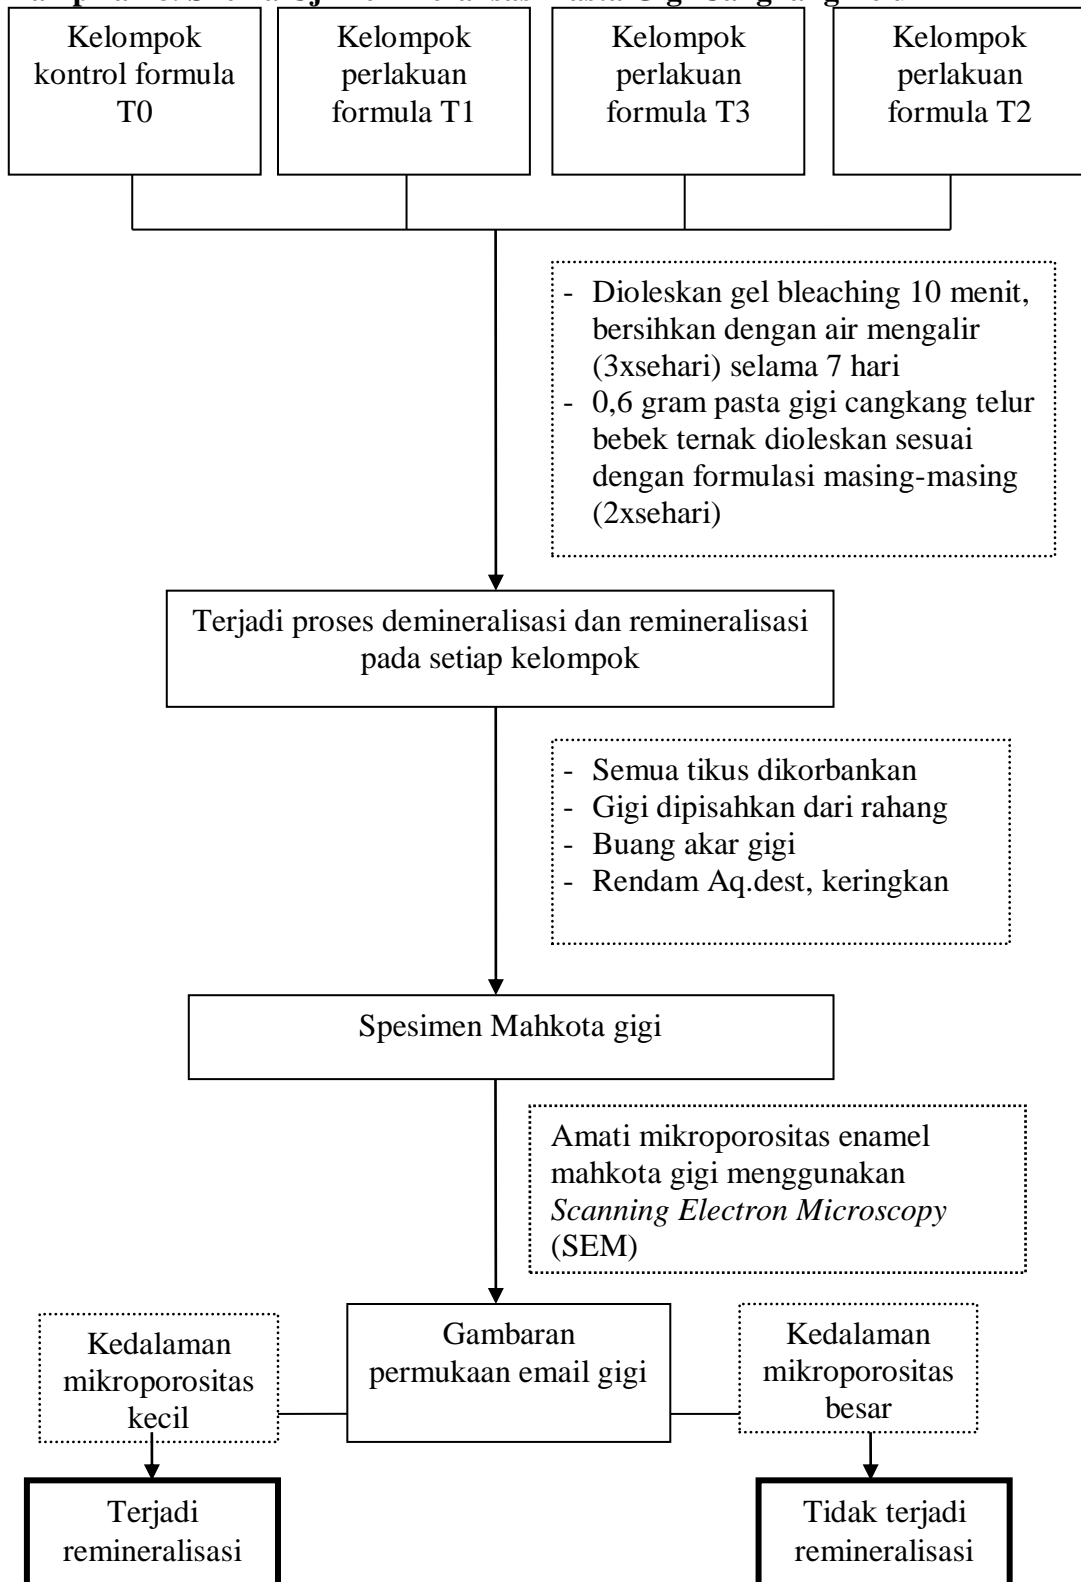 Kelompok
kontrol formula
T0
Kelompok
perlakuan
formula T1
Kelompok
perlakuan
formula T3
Kelompok
perlakuan
formula T2
- Dioleskan gel bleaching 10 menit,
bersihkan dengan air mengalir
(3xsehari) selama 7 hari
- 0,6 gram pasta gigi cangkang telur
bebek ternak dioleskan sesuai
dengan formulasi masing-masing
(2xsehari)
Terjadi proses demineralisasi dan remineralisasi
pada setiap kelompok
- Semua tikus dikorbankan
- Gigi dipisahkan dari rahang
- Buang akar gigi
- Rendam Aq.dest, keringkan
Spesimen Mahkota gigi
Amati mikroporositas enamel
mahkota gigi menggunakan
Scanning Electron Microscopy
(SEM)
Gambaran
permukaan email gigi
Kedalaman
mikroporositas
kecil
Kedalaman
mikroporositas
besar
Terjadi
remineralisasi
Tidak terjadi
remineralisasi